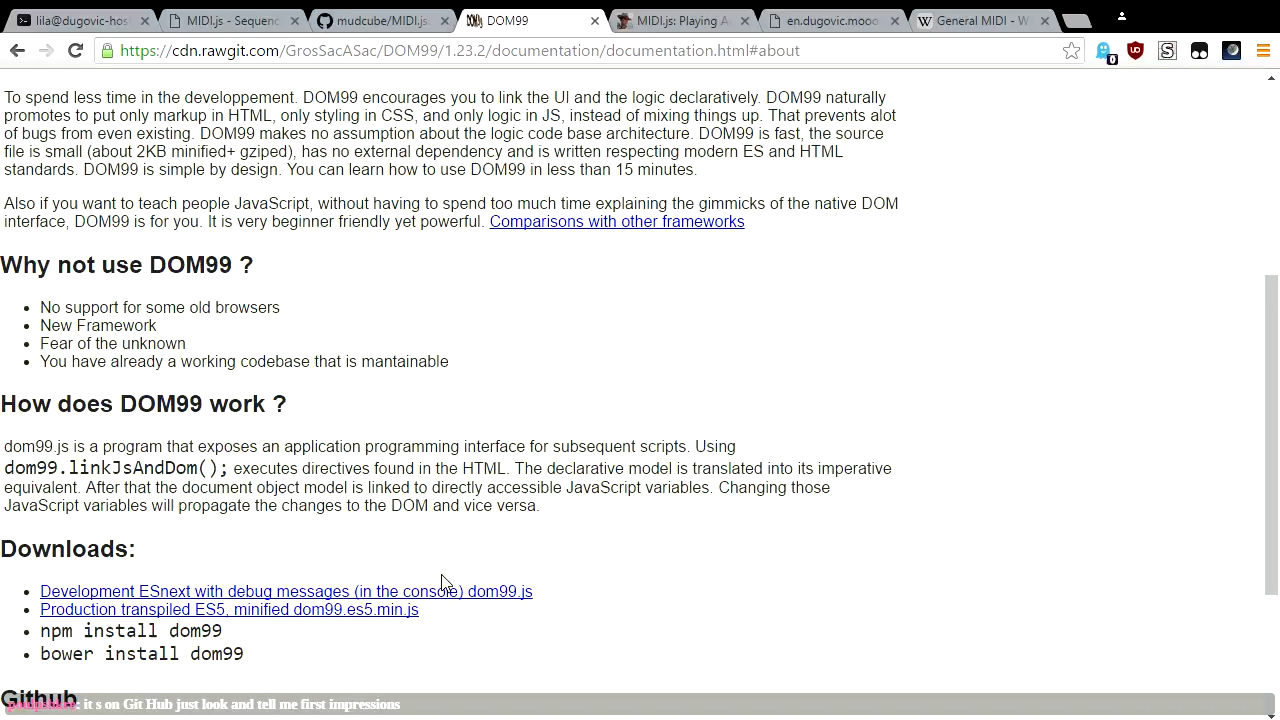 lila@dugovic-host
MIDI.js - Sequenc
mudcube/MIDI.js
DOM99
MIDI.js: Playing A
en.dugovic.mood
General MIDI - W
https://cdn.rawgit.com/GrosSacASac/DOM99/1.23.2/documentation/documentation.html#about
To spend less time in the developpement. DOM99 encourages you to link the UI and the logic declaratively. DOM99 naturally
promotes to put only markup in HTML, only styling in CSS, and only logic in JS, instead of mixing things up. That prevents alot
of bugs from even existing. DOM99 makes no assumption about the logic code base architecture. DOM99 is fast, the source
file is small (about 2KB minified+ gziped), has no external dependency and is written respecting modern ES and HTML
standards. DOM99 is simple by design. You can learn how to use DOM99 in less than 15 minutes.
Also if you want to teach people JavaScript, without having to spend too much time explaining the gimmicks of the native DOM
interface, DOM99 is for you. It is very beginner friendly yet powerful. Comparisons with other frameworks
Why not use DOM99 ?
No support for some old browsers
New Framework
Fear of the unknown
You have already a working codebase that is mantainable
How does DOM99 work ?
dom99.js is a program that exposes an application programming interface for subsequent scripts. Using
dom99.linkJsAndDom(); executes directives found in the HTML. The declarative model is translated into its imperative
equivalent. After that the document object model is linked to directly accessible JavaScript variables. Changing those
JavaScript variables will propagate the changes to the DOM and vice versa.
Downloads:
Development ESnext with debug messages (in the console) dom99.js
Production transpiled ES5, minified dom99.es5.min.js
npm install dom99
bower install dom99
Github
: it s on Git Hub just look and tell me first impressions